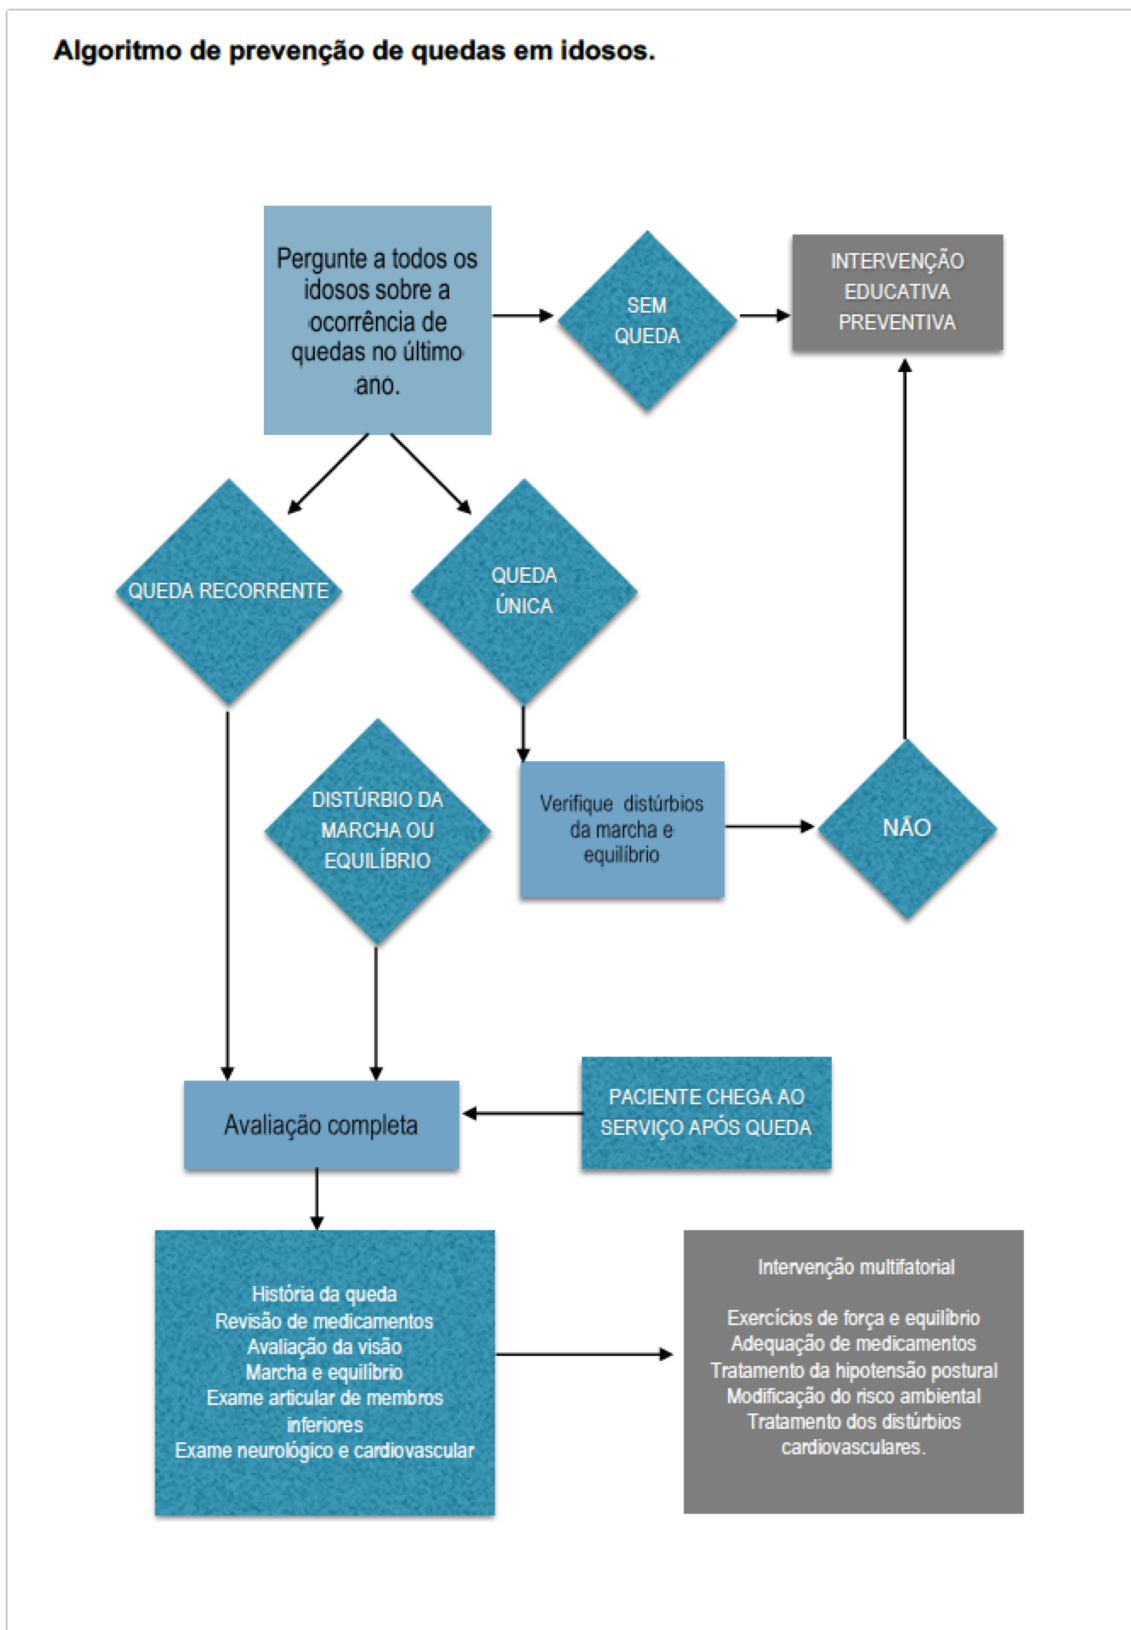 Algoritmo de prevenção de quedas em idosos.
Pergunte a todos os
idosos sobre a
ocorrência de
quedas no último
ano.
SEM
QUEDA
INTERVENÇÃO
EDUCATIVA
PREVENTIVA
QUEDA RECORRENTE
QUEDA
ÚNICA
DISTÚRBIO DA
MARCHA OU
EQUILÍBRIO
Verifique distúrbios
da marcha e
equilíbrio
NÃO
Avaliação completa
PACIENTE CHEGA AO
SERVIÇO APÓS QUEDA
História da queda
Revisão de medicamentos
Avaliação da visão
Marcha e equilíbrio
Exame articular de membros
inferiores
Exame neurológico e cardiovascular
Intervenção multifatorial
Exercícios de força e equilíbrio
Adequação de medicamentos
Tratamento da hipotensão postural
Modificação do risco ambiental
Tratamento dos distúrbios
cardiovasculares.